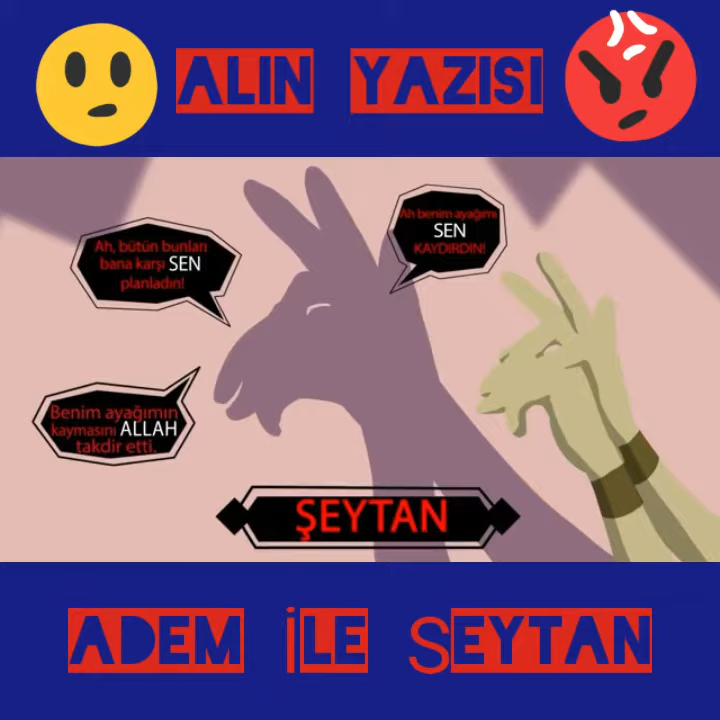 ALIN YAZISI
Ah, bütün bunları
bana karşı SEN
planladın!
Ah benim ayağımı
SEN
KAYDIRDIN!
Benim ayağımın
kaymasını ALLAH
takdir etti.
ŞEYTAN
ADEM İLE ŞEYTAN